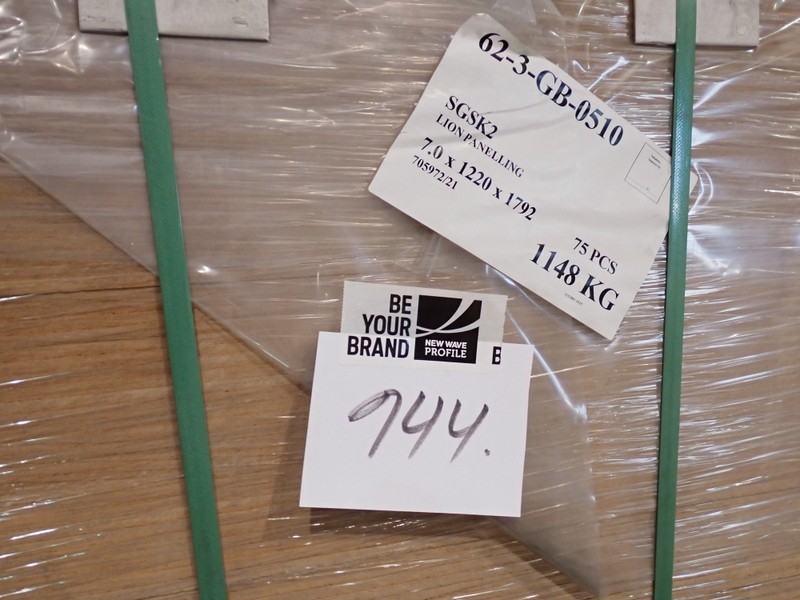 62-3-GB-0510
SGSK2
LION PANELLING
7.0 x 1220 x 1792
705972/21
75 PCS
1148 KG
BE
YOUR
BRAND
NEW WAVE
PROFILE
B
944.